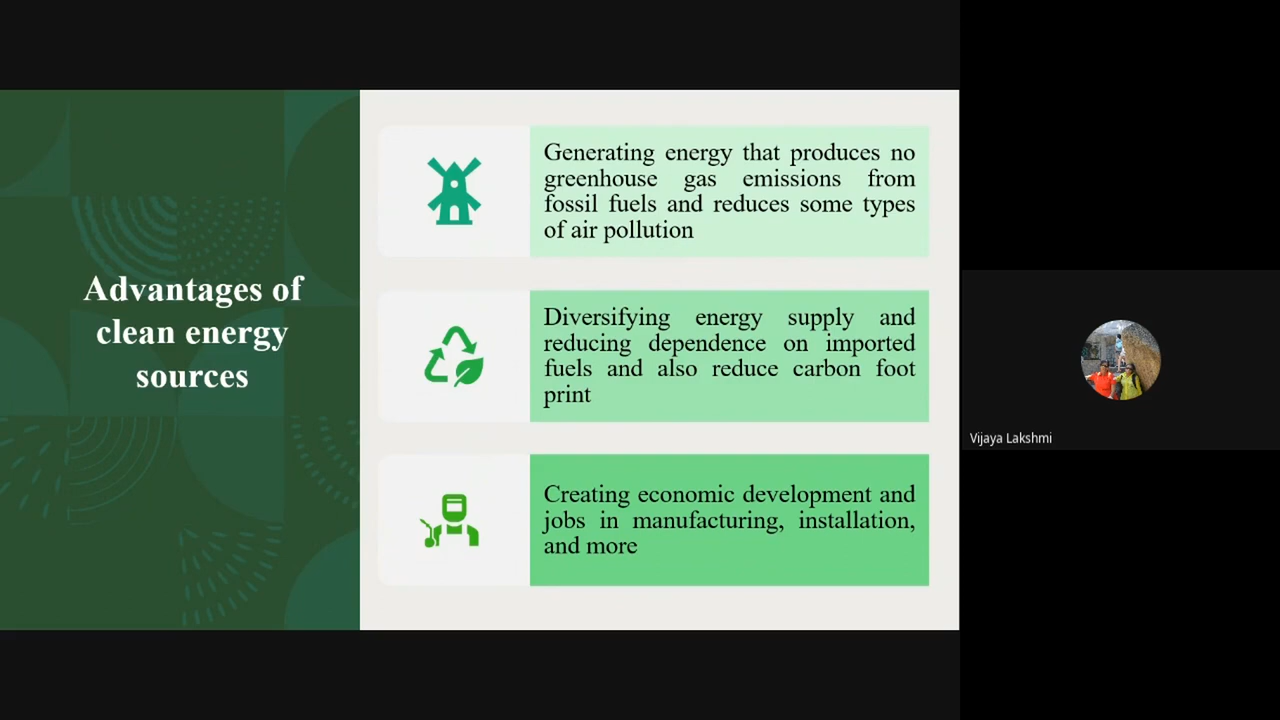 Advantages of
clean energy
sources
Generating energy that produces no
greenhouse gas emissions from
fossil fuels and reduces some types
of air pollution
Diversifying energy supply and
reducing dependence on imported
fuels and also reduce carbon foot
print
Creating economic development and
jobs in manufacturing, installation,
and more
Vijaya Lakshmi